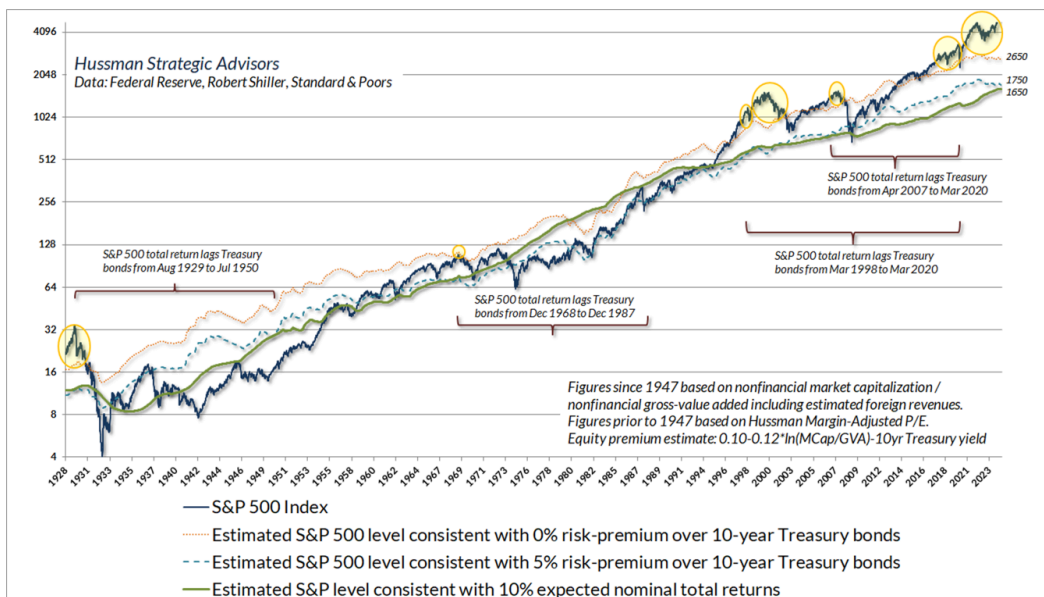 Hussman Strategic Advisors
Data: Federal Reserve, Robert Shiller, Standard & Poors
4096
2048
1024
512
256
128
64
32
16
8
4
2650
1750
1650
S&P 500 total return lags Treasury
bonds from Apr 2007 to Mar 2020
S&P 500 total return lags Treasury
bonds from Aug 1929 to Jul 1950
S&P 500 total return lags Treasury
bonds from Mar 1998 to Mar 2020
S&P 500 total return lags Treasury
bonds from Dec 1968 to Dec 1987
Figures since 1947 based on nonfinancial market capitalization /
nonfinancial gross-value added including estimated foreign revenues.
Figures prior to 1947 based on Hussman Margin-Adjusted P/E.
Equity premium estimate: 0.10-0.12*ln(MCap/GVA)-10yr Treasury yield
1928 1931 1935 1937 1940 1942 1944 1946 1949 1951 1953 1955 1958 1960 1962 1964 1967 1969 1971 1973 1976 1978 1980 1982 1985 1987 1989 1991 1994 1996 1998 2000 2003 2005 2007 2009 2012 2014 2016 2018 2021 2023
S&P 500 Index
Estimated S&P 500 level consistent with 0% risk-premium over 10-year Treasury bonds
Estimated S&P 500 level consistent with 5% risk-premium over 10-year Treasury bonds
Estimated S&P level consistent with 10% expected nominal total returns